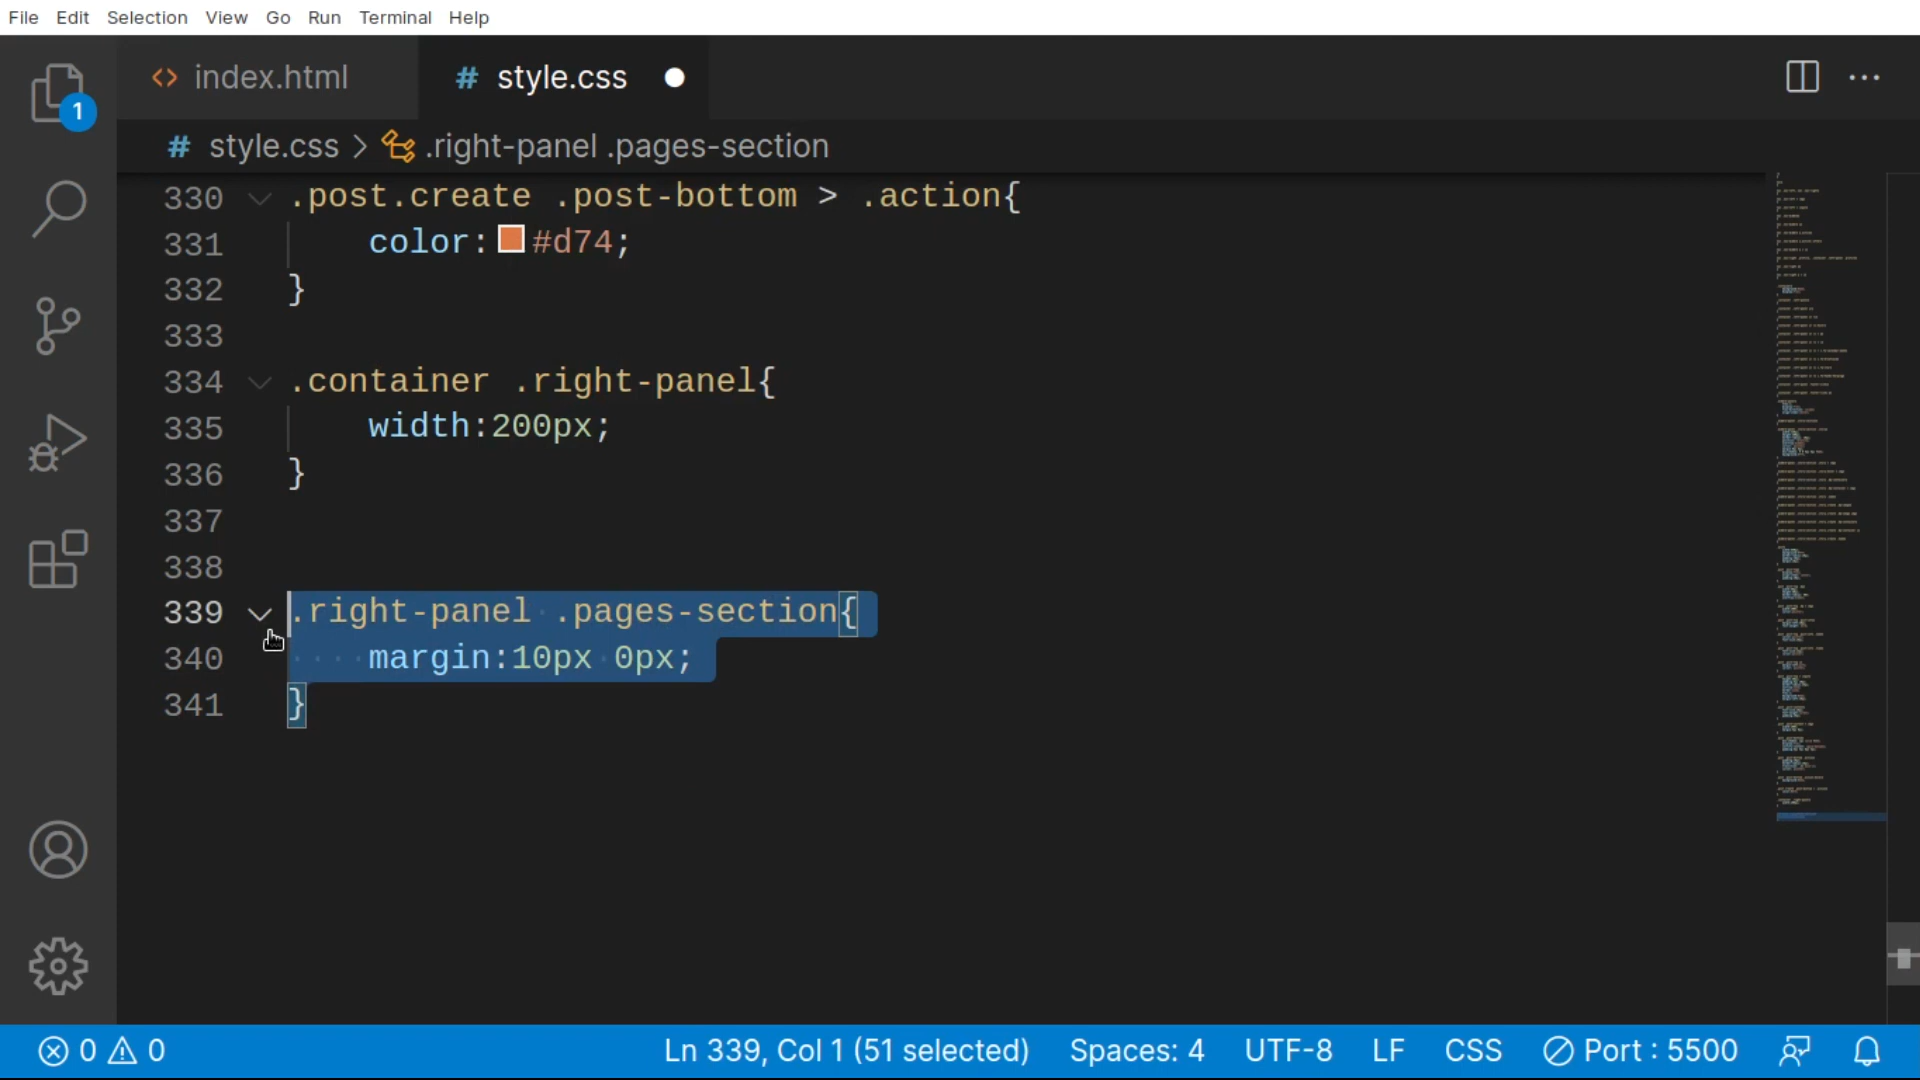 File Edit Selection View Go Run Terminal Help
<> index.html # style.css
1
# style.css > .right-panel .pages-section
330 .post.create .post-bottom > .action{
331 color: #d74;
332 }
333
334 .container .right-panel{
335 width:200px;
336 }
337
338
339 .right-panel .pages-section{
340 margin:10px 0px;
341 }
0 0 Ln 339, Col 1 (51 selected) Spaces: 4 UTF-8 LF CSS Port : 5500